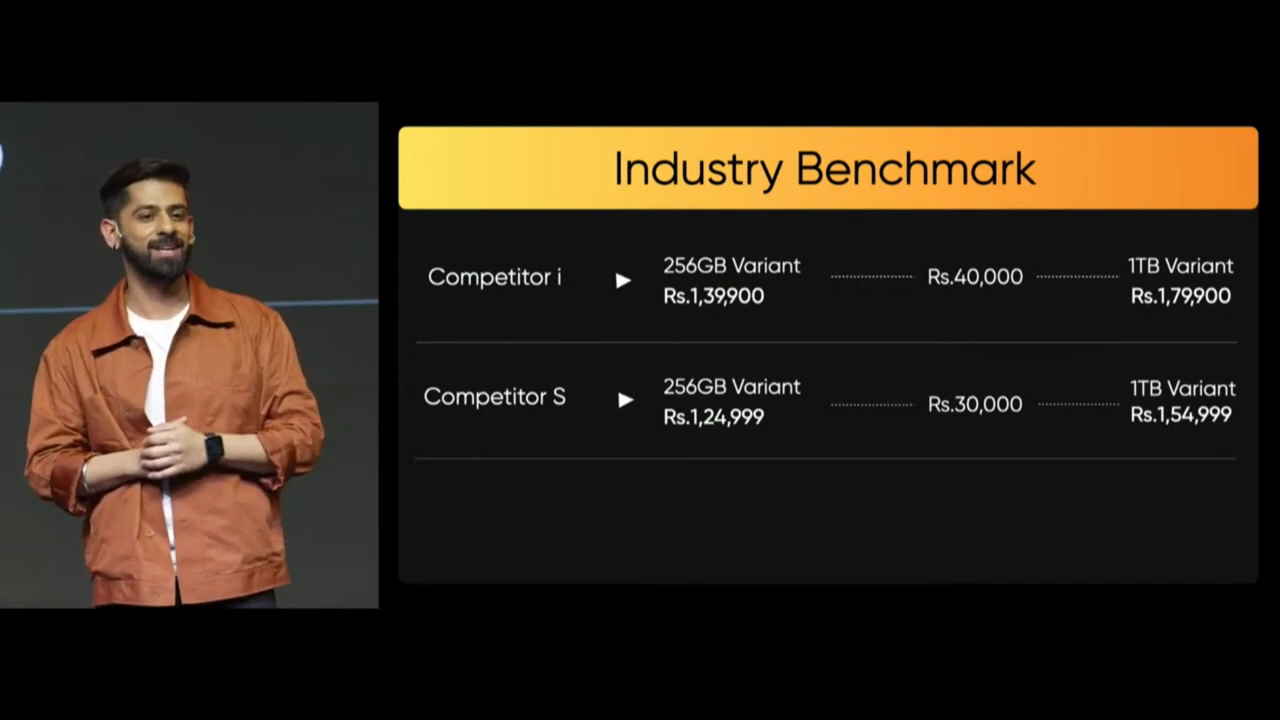 Industry Benchmark
Competitor i ▶ 256GB Variant Rs.40,000 1TB Variant
Rs.1,39,900 Rs.1,79,900
Competitor S ▶ 256GB Variant Rs.30,000 1TB Variant
Rs.1,24,999 Rs.1,54,999